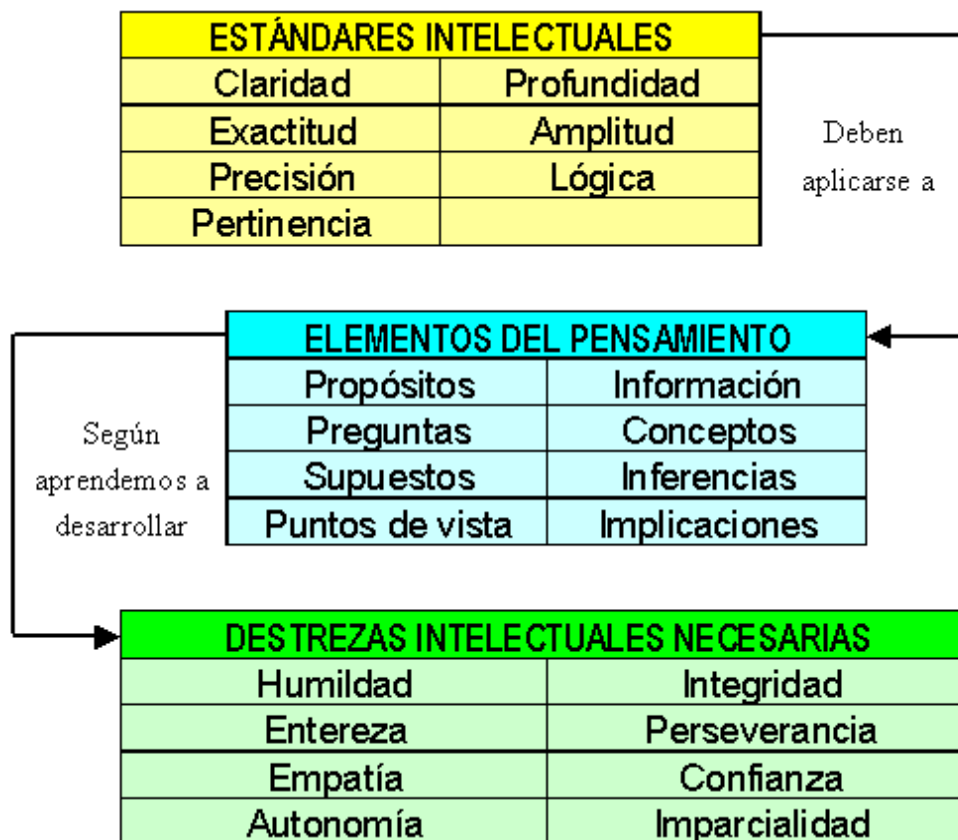 ESTÁNDARES INTELECTUALES
Claridad Profundidad
Exactitud Amplitud
Precisión Lógica
Pertinencia
Deben
aplicarse a
ELEMENTOS DEL PENSAMIENTO
Propósitos Información
Preguntas Conceptos
Supuestos Inferencias
Puntos de vista Implicaciones
Según
aprendemos a
desarrollar
DESTREZAS INTELECTUALES NECESARIAS
Humildad Integridad
Entereza Perseverancia
Empatía Confianza
Autonomía Imparcialidad